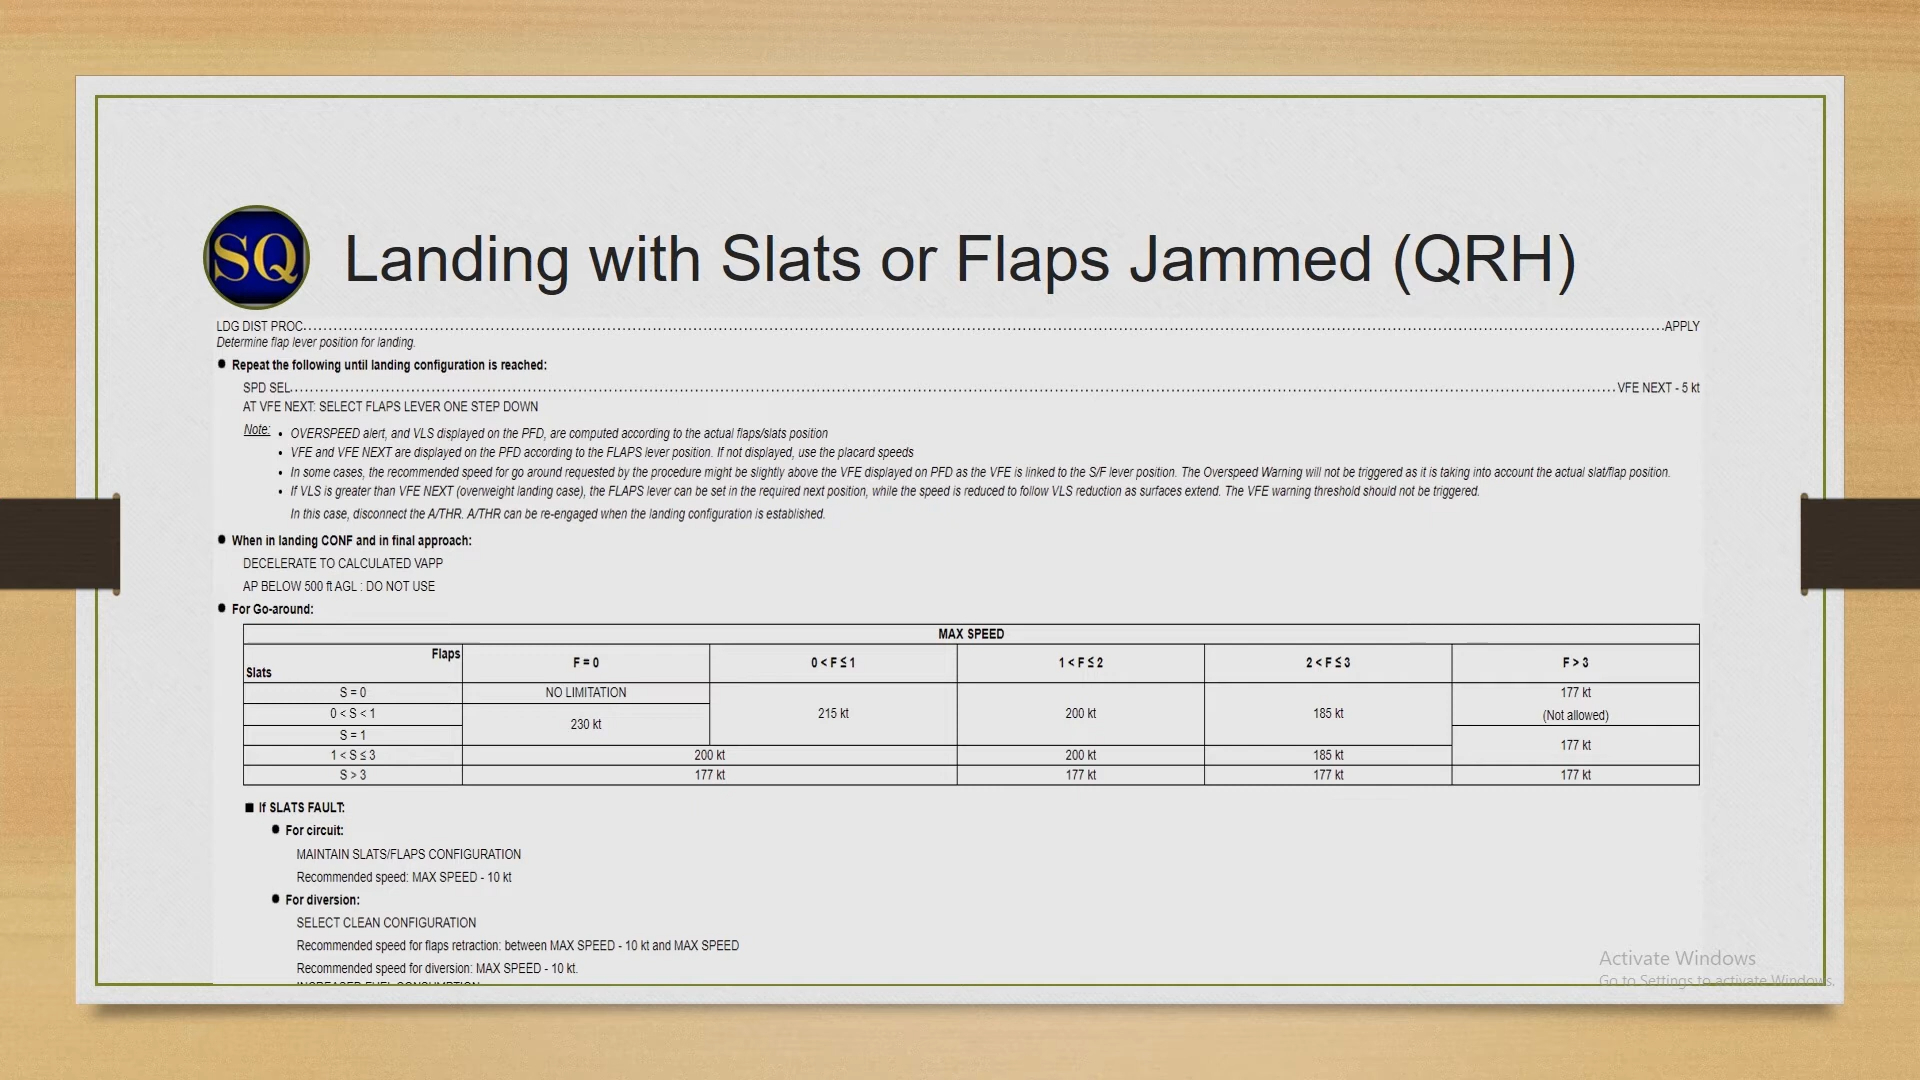 SQ Landing with Slats or Flaps Jammed (QRH)
LDG DIST PROC....................APPLY
Determine flap lever position for landing.
● Repeat the following until landing configuration is reached:
SPD SEL....................VFE NEXT - 5 kt
AT VFE NEXT: SELECT FLAPS LEVER ONE STEP DOWN
Note: • OVERSPEED alert, and VLS displayed on the PFD, are computed according to the actual flaps/slats position
• VFE and VFE NEXT are displayed on the PFD according to the FLAPS lever position. If not displayed, use the placard speeds
• In some cases, the recommended speed for go around requested by the procedure might be slightly above the VFE displayed on PFD as the VFE is linked to the S/F lever position. The Overspeed Warning will not be triggered as it is taking into account the actual slat/flap position.
• If VLS is greater than VFE NEXT (overweight landing case), the FLAPS lever can be set in the required next position, while the speed is reduced to follow VLS reduction as surfaces extend. The VFE warning threshold should not be triggered.
In this case, disconnect the A/THR. A/THR can be re-engaged when the landing configuration is established.
● When in landing CONF and in final approach:
DECELERATE TO CALCULATED VAPP
AP BELOW 500 ft AGL : DO NOT USE
● For Go-around:
MAX SPEED
Flaps
Slats
F = 0 0 < F ≤ 1 1 < F ≤ 2 2 < F ≤ 3 F > 3
S = 0 NO LIMITATION 177 kt
0 < S < 1 230 kt 215 kt 200 kt 185 kt (Not allowed)
S = 1 177 kt
1 < S ≤ 3 200 kt 200 kt 185 kt
S > 3 177 kt 177 kt 177 kt 177 kt
■ If SLATS FAULT:
● For circuit:
MAINTAIN SLATS/FLAPS CONFIGURATION
Recommended speed: MAX SPEED - 10 kt
● For diversion:
SELECT CLEAN CONFIGURATION
Recommended speed for flaps retraction: between MAX SPEED - 10 kt and MAX SPEED
Recommended speed for diversion: MAX SPEED - 10 kt.
INCREASED FUEL CONSUMPTION
Activate Windows
Go to Settings to activate Windows.